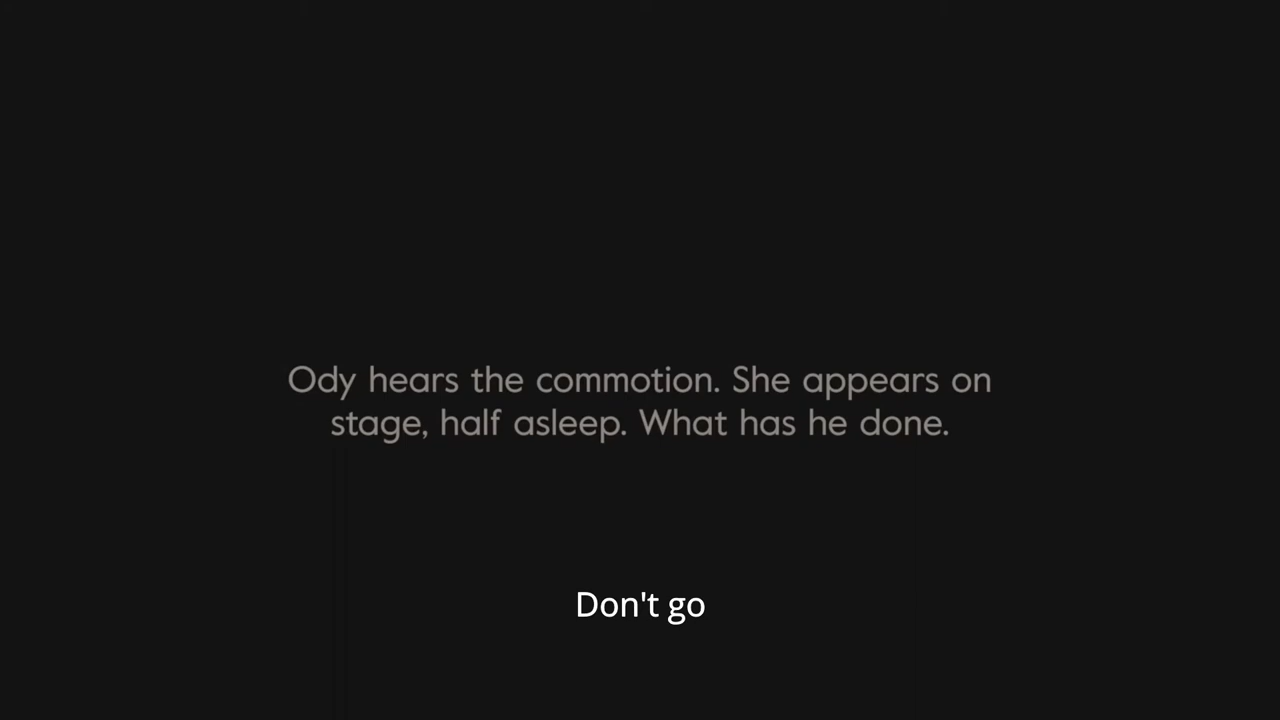 Ody hears the commotion. She appears on
stage, half asleep. What has he done.
Don't go